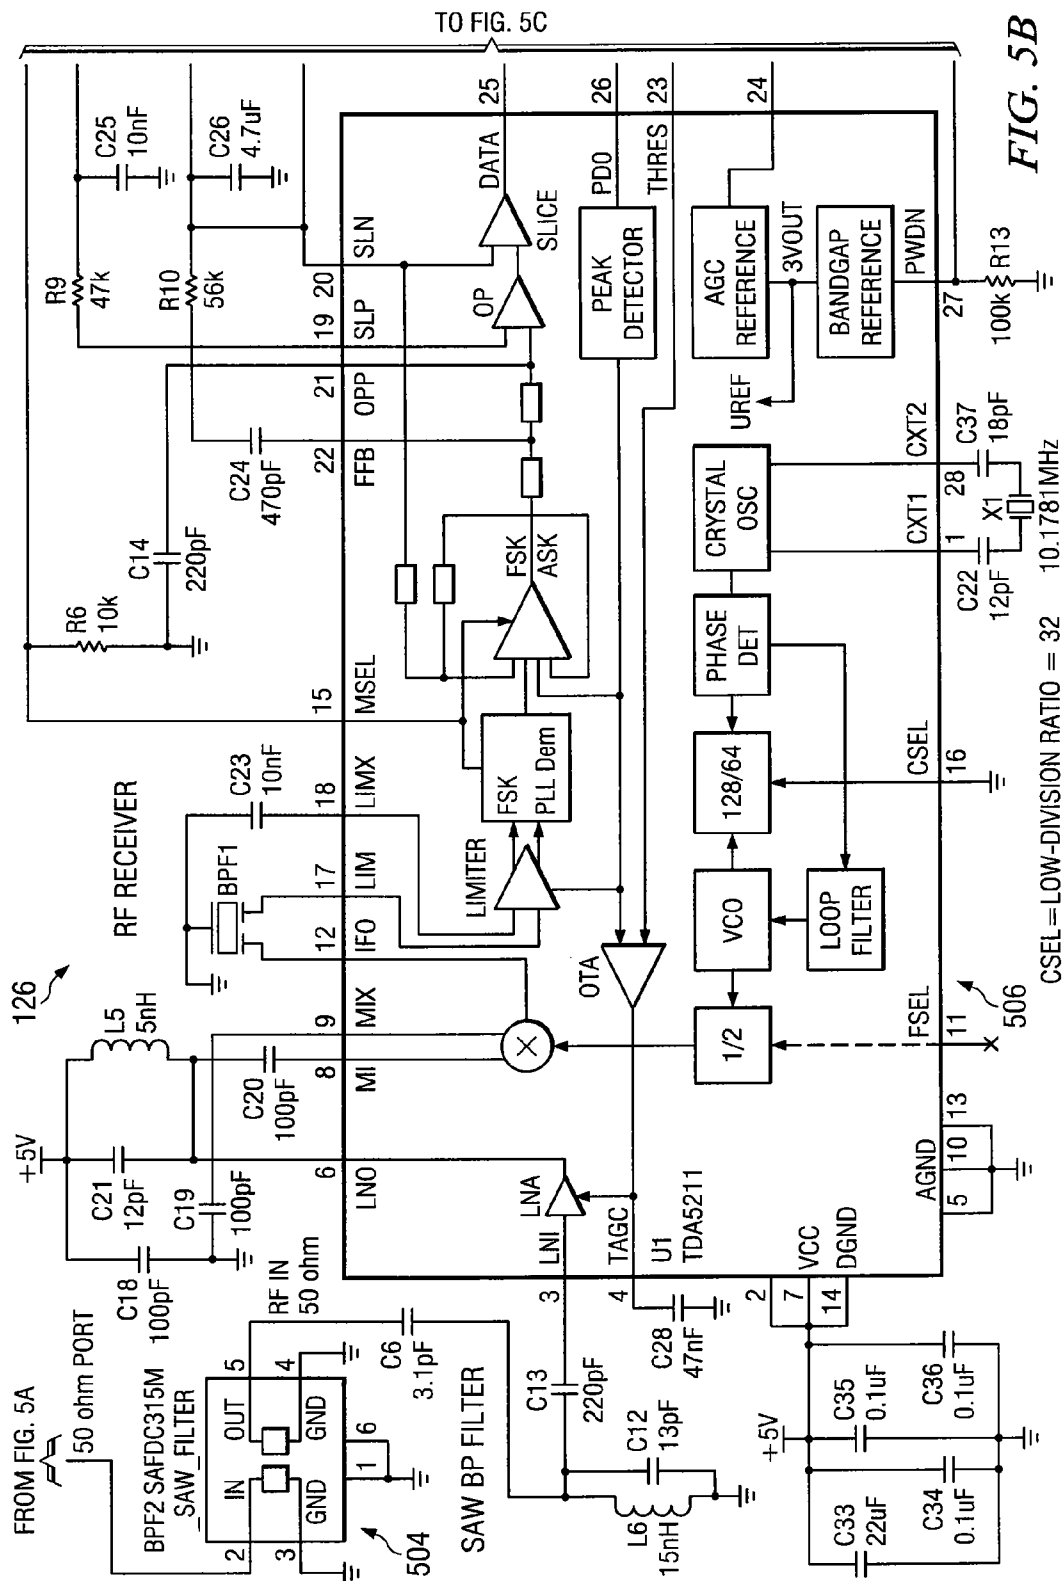 FROM FIG. 5A
50 ohm PORT
BPF2 SAFDC315M
SAW_FILTER
IN
OUT
GND
GND
2
3
5
4
1
6
504
RF IN
50 ohm
C6
3.1pF
SAW BP FILTER
C13
220pF
L6
15nH
C12
13pF
+5V
C18
100pF
C21
12pF
C19
100pF
C20
100pF
L5
5nH
126
RF RECEIVER
BPF1
C23
10nF
R6
10k
C14
220pF
C24
470pF
R9
47k
R10
56k
C25
10nF
C26
4.7uF
TO FIG. 5C
6
LNO
8
MI
9
MIX
12
IFO
17
LIM
18
LIMX
15
MSEL
22
FFB
21
OPP
19
SLP
20
SLN
3
LNI
LNA
4
TAGC
U1
TDA5211
C28
47nF
OTA
LIMITER
FSK
PLL Dem
FSK
ASK
OP
SLICE
DATA
25
PEAK
DETECTOR
PD0
26
THRES
23
AGC
REFERENCE
24
3VOUT
UREF
BANDGAP
REFERENCE
PWDN
27
R13
100k
1/2
VCO
128/64
PHASE
DET
CRYSTAL
OSC
LOOP
FILTER
2
7
14
VCC
DGND
+5V
C33
22uF
C34
0.1uF
C35
0.1uF
C36
0.1uF
AGND
5
10
13
FSEL
11
506
CSEL
16
CXT1
1
CXT2
28
C22
12pF
X1
C37
18pF
CSEL=LOW-DIVISION RATIO = 32
10.1781MHz
FIG. 5B